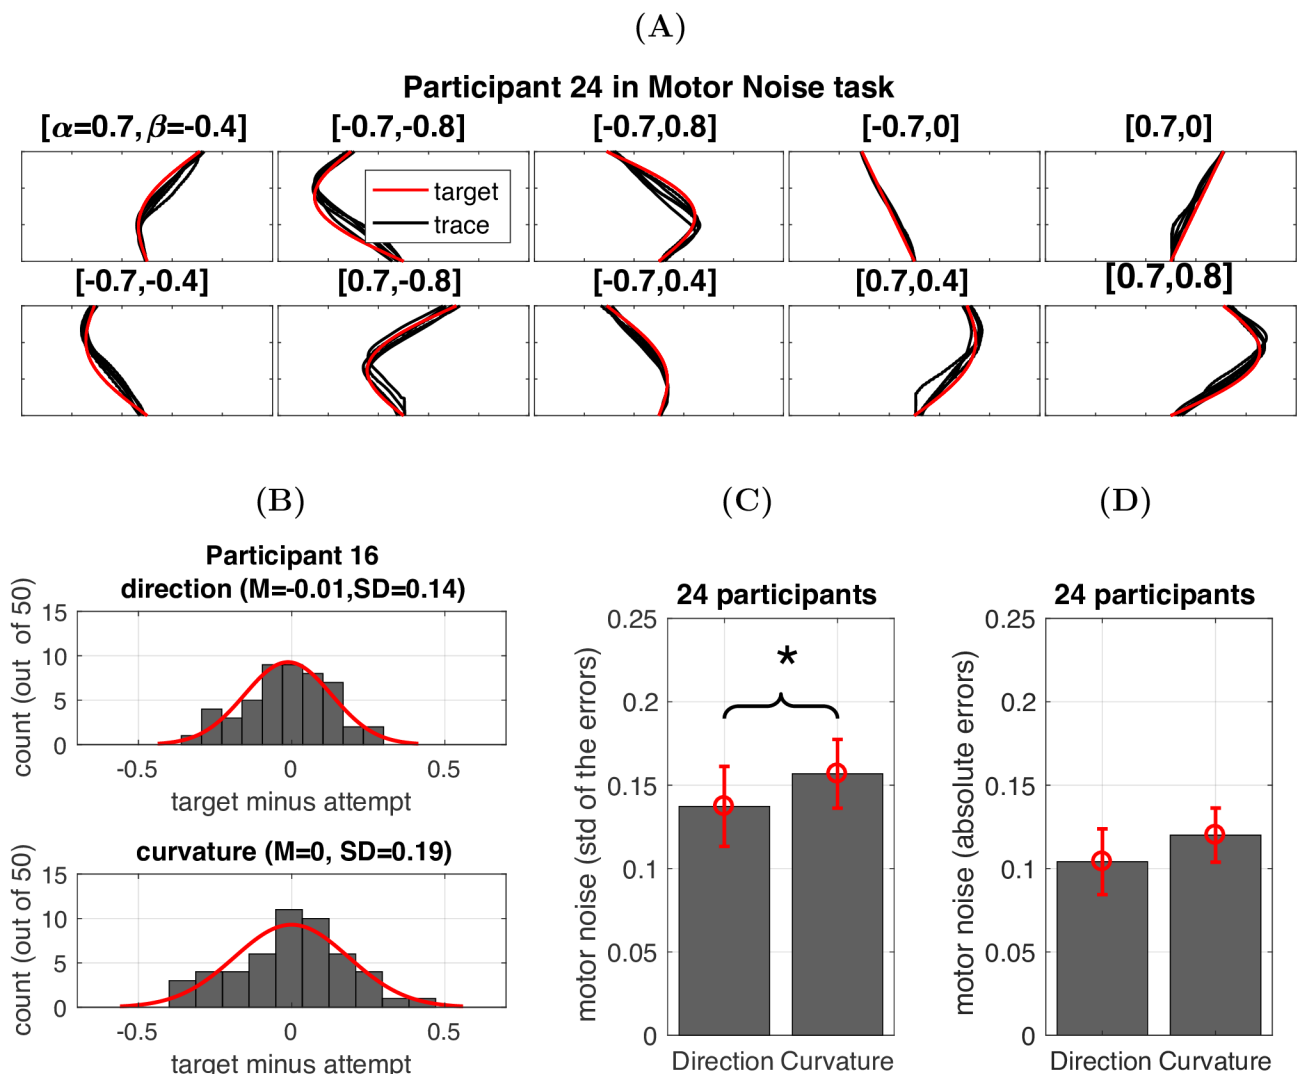 (A)
Participant 24 in Motor Noise task
[α=0.7, β=-0.4]
[-0.7,-0.8]
[-0.7,0.8]
[-0.7,0]
[0.7,0]
target
trace
[-0.7,-0.4]
[0.7,-0.8]
[-0.7,0.4]
[0.7,0.4]
[0.7,0.8]
(B)
Participant 16
direction (M=-0.01,SD=0.14)
count (out of 50)
15
10
5
0
-0.5
0
0.5
target minus attempt
curvature (M=0, SD=0.19)
count (out of 50)
15
10
5
0
-0.5
0
0.5
target minus attempt
(C)
24 participants
motor noise (std of the errors)
0.25
0.2
0.15
0.1
0.05
0
*
Direction Curvature
(D)
24 participants
motor noise (absolute errors)
0.25
0.2
0.15
0.1
0.05
0
Direction Curvature